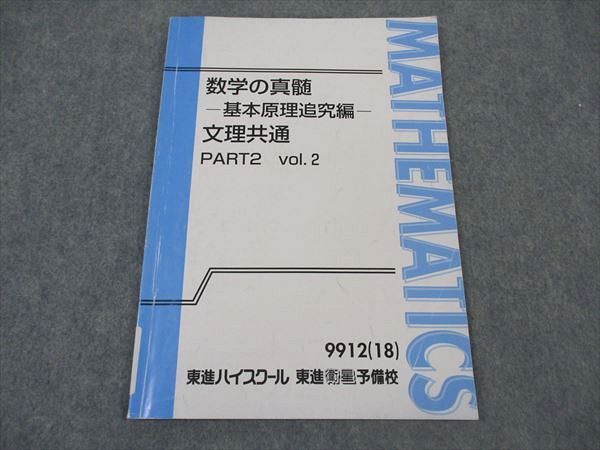 数学の真髄
―基本原理追究編―
文理共通
PART2 vol.2
MATHEMATICS
9912(18)
東進ハイスクール 東進衛星予備校